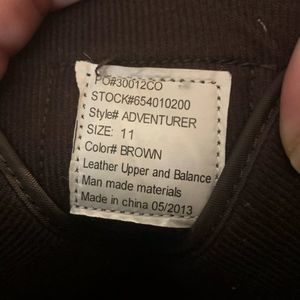 PO#30012CO
STOCK#654010200
Style# ADVENTURER
SIZE: 11
Color# BROWN
Leather Upper and Balance
Man made materials
Made in china 05/2013